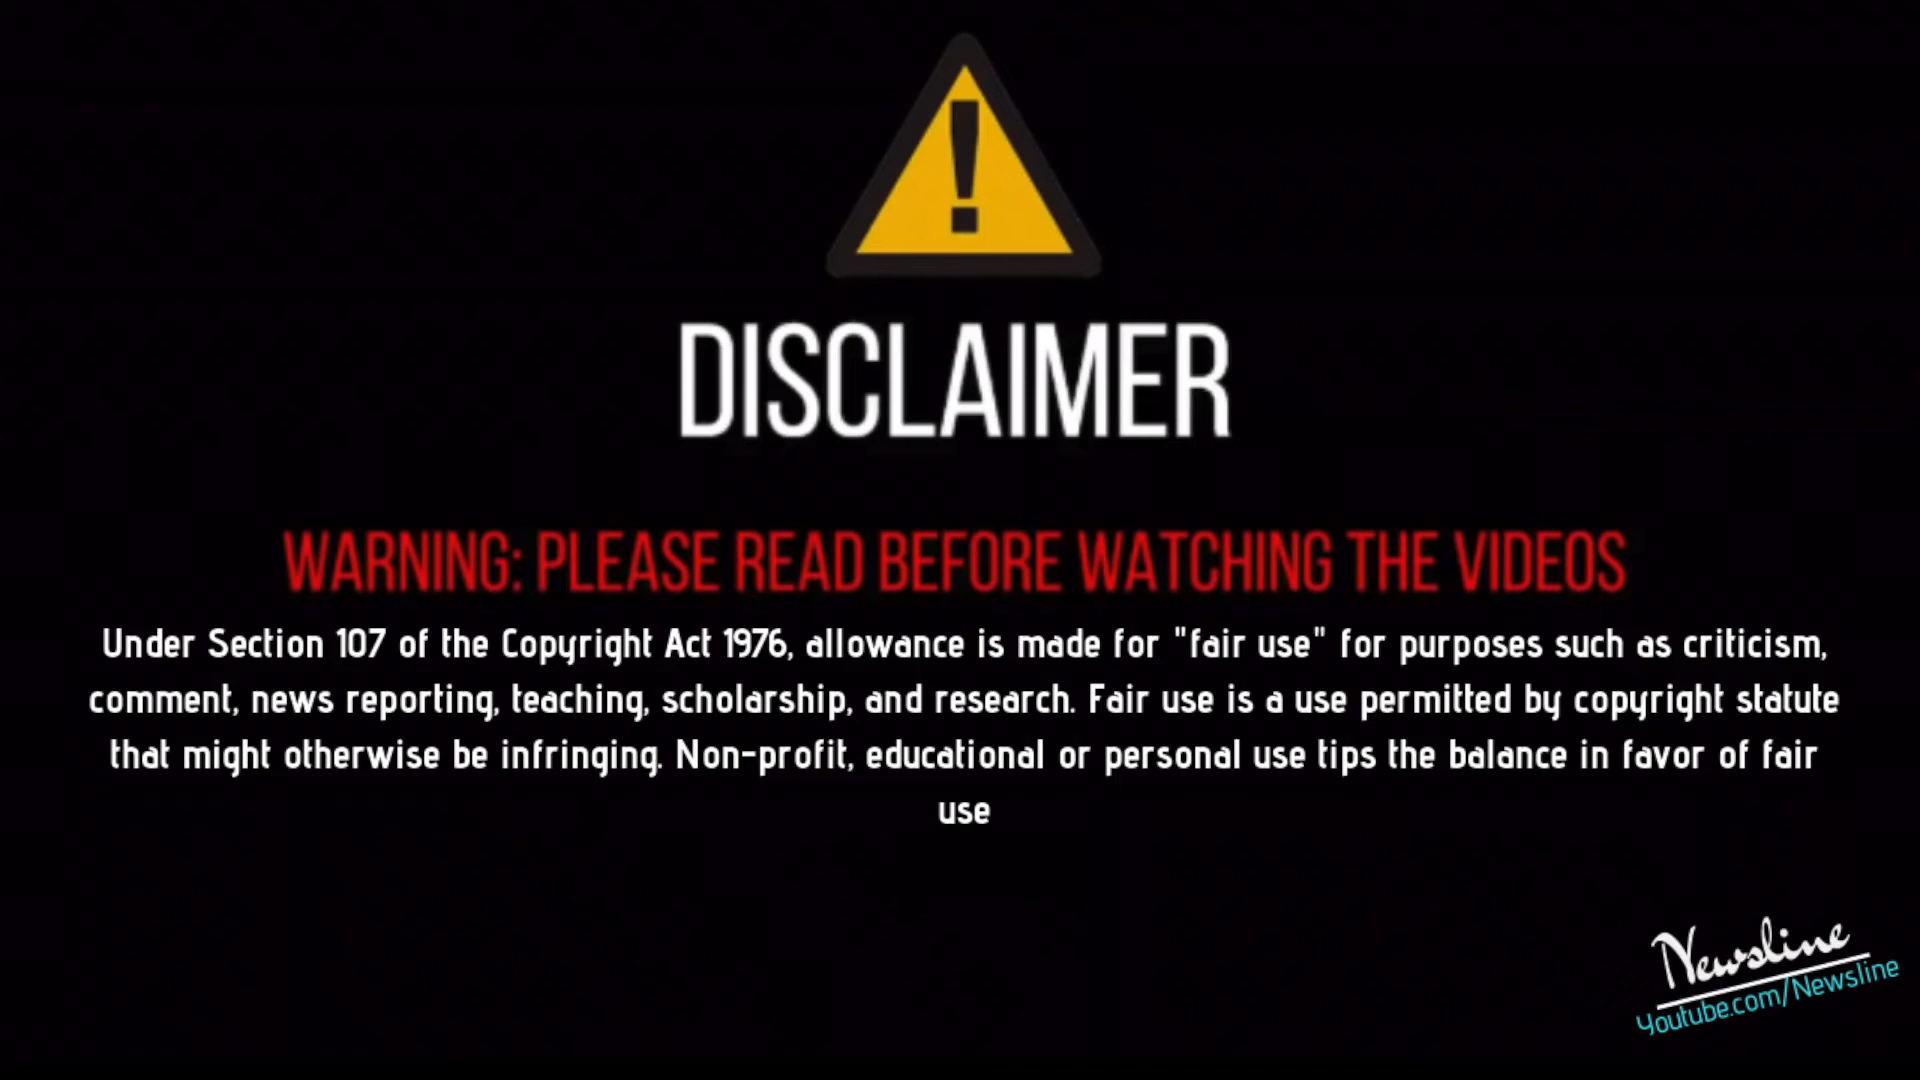 !
DISCLAIMER
WARNING: PLEASE READ BEFORE WATCHING THE VIDEOS
Under Section 107 of the Copyright Act 1976, allowance is made for "fair use" for purposes such as criticism,
comment, news reporting, teaching, scholarship, and research. Fair use is a use permitted by copyright statute
that might otherwise be infringing. Non-profit, educational or personal use tips the balance in favor of fair
use
Newsline
Youtube.com/Newsline